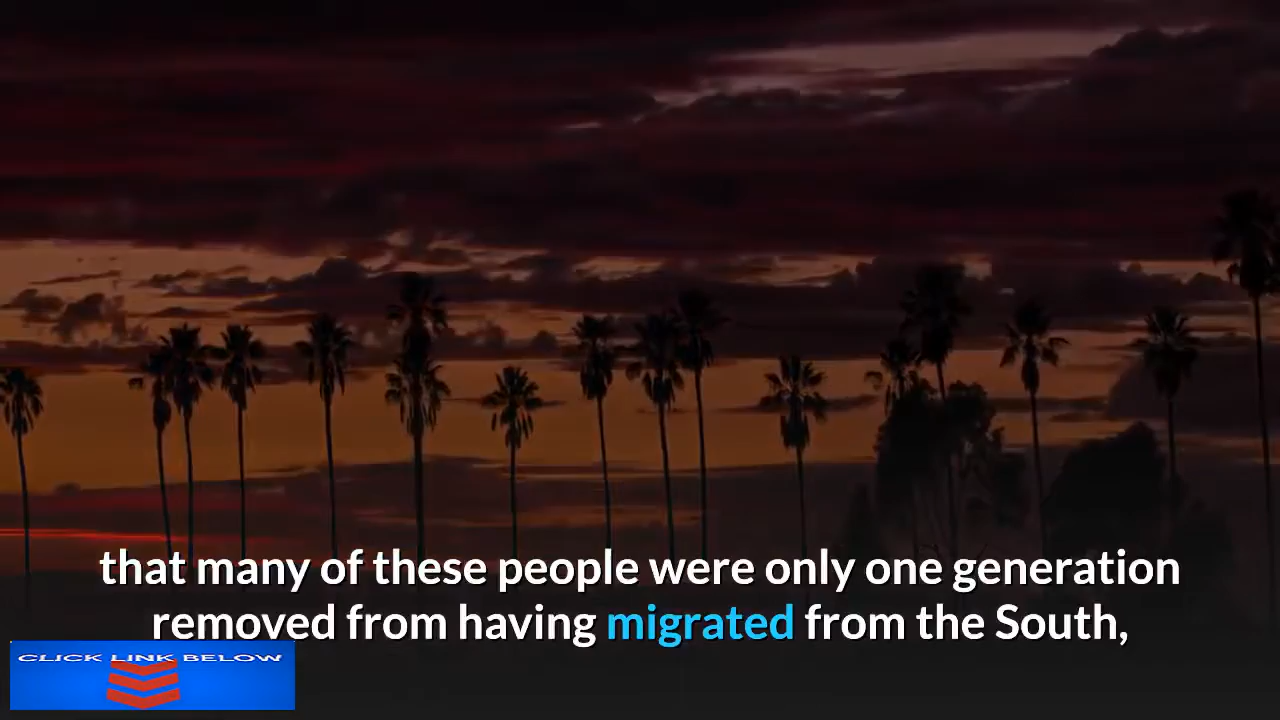 that many of these people were only one generation
removed from having migrated from the South,
CLICK LINK BELOW